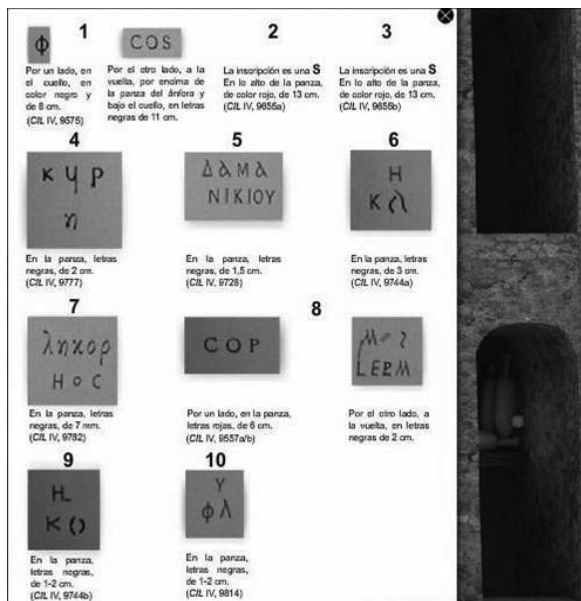 1
2
3
φ
COS
Por un lado, en
el cuello, en
color negro y
de 8 cm.
(CIL IV, 9575)
Por el otro lado, a la
vuelta, por encima de
la panza del ánfora y
bajo el cuello, en letras
negras de 11 cm.
La inscripción es una S
En lo alto de la panza,
de color rojo, de 13 cm.
(CIL IV, 9655a)
La inscripción es una S
En lo alto de la panza,
de color rojo, de 13 cm.
(CIL IV, 9655b)
4
5
6
κ ч ρ
η
Δ α Μ α
ΝΙΚΙΟΥ
Η
Κ λ
En la panza, letras
negras, de 2 cm.
(CIL IV, 9777)
En la panza, letras
negras, de 1,5 cm.
(CIL IV, 9728)
En la panza, letras
negras, de 3 cm.
(CIL IV, 9744a)
7
8
ληκορ
Η ο C
COP
LERM
En la panza, letras
negras, de 7 mm.
(CIL IV, 9782)
Por un lado, en la panza,
letras rojas, de 6 cm.
(CIL IV, 9557a/b)
Por el otro lado, a
la vuelta, en letras
negras de 2 cm.
9
10
Η
Κ ()
Υ
φ λ
En la panza,
letras negras,
de 1-2 cm.
(CIL IV, 9744b)
En la panza,
letras negras,
de 1-2 cm.
(CIL IV, 9814)